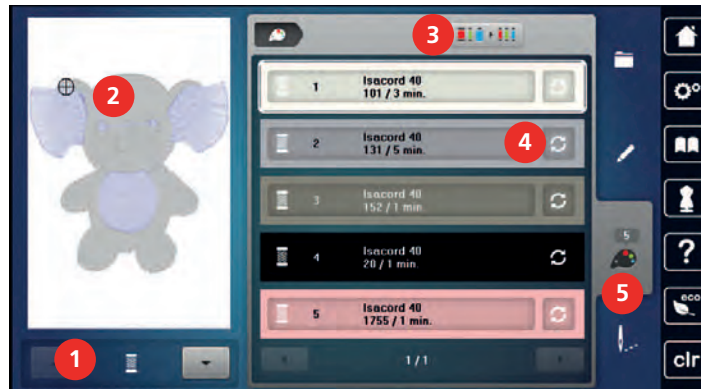 3
2
1
Isacord 40
101 / 3 min.
2
Isacord 40
131 / 5 min.
4
3
Isacord 40
152 / 1 min.
5
4
Isacord 40
20 / 1 min.
5
5
Isacord 40
1755 / 1 min.
1
1/1
?
eco
clr